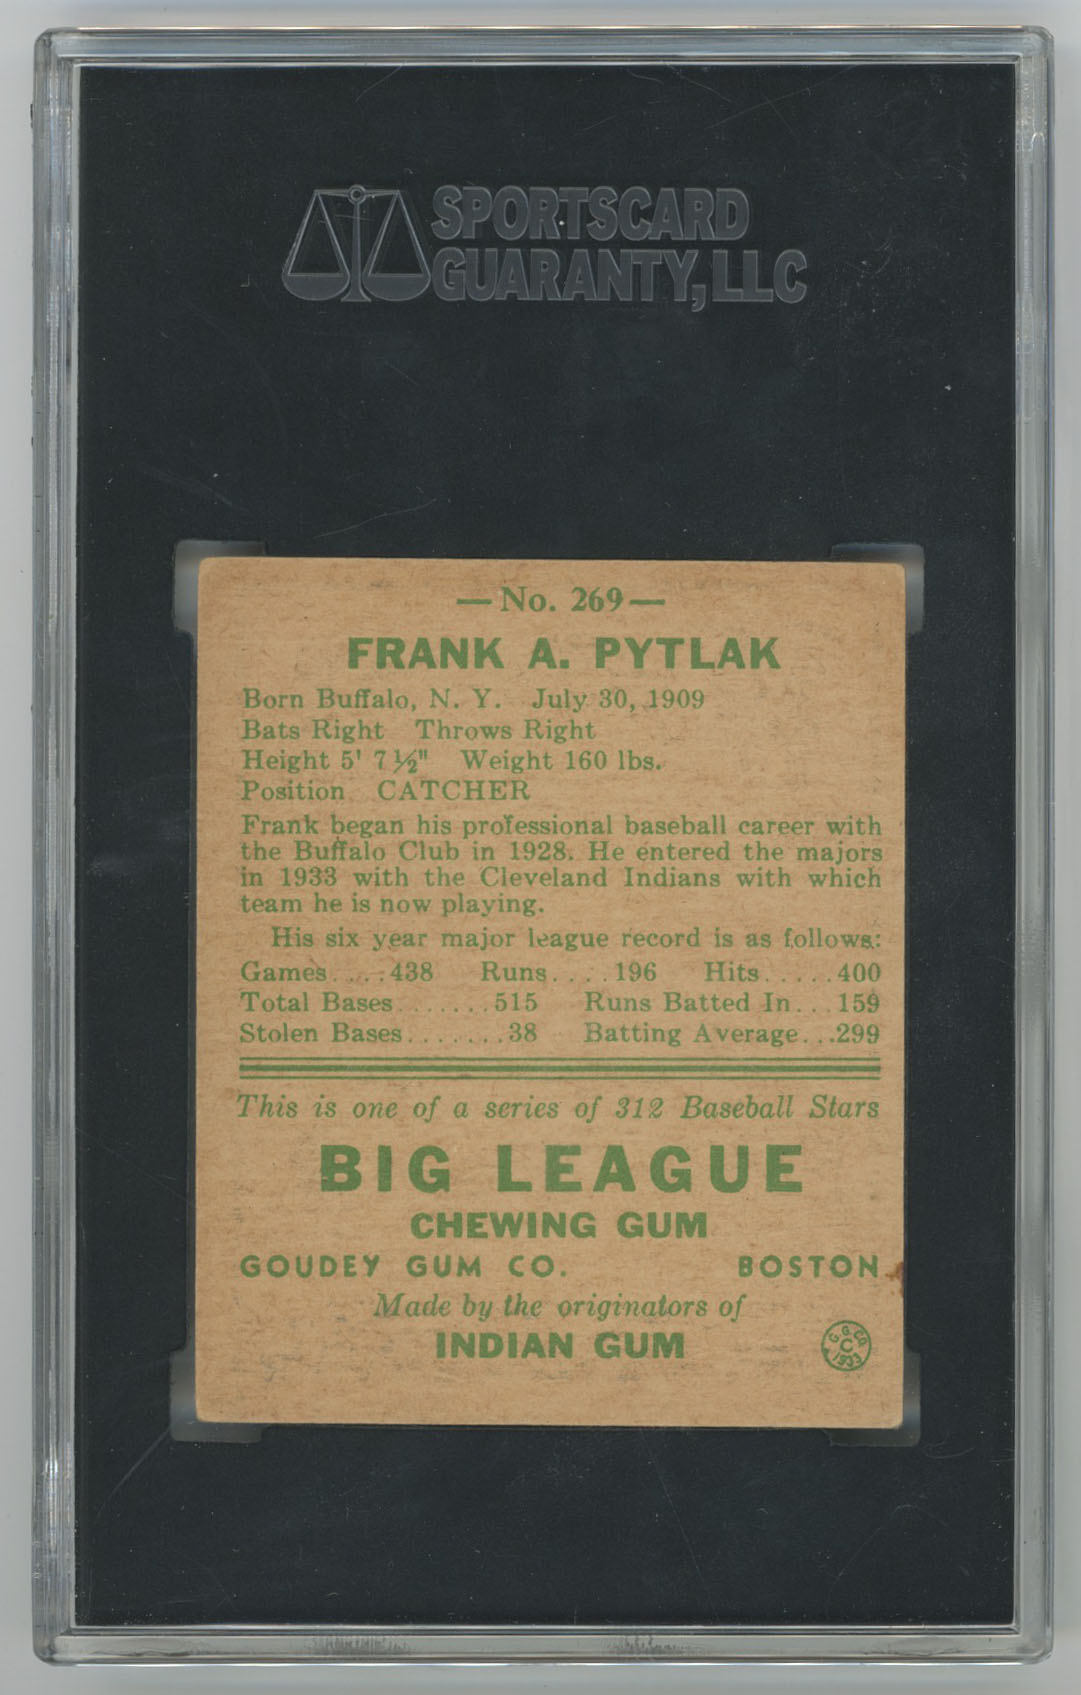 SPORTSCARD
GUARANTY, LLC
—No. 269—
FRANK A. PYTLAK
Born Buffalo, N. Y. July 30, 1909
Bats Right Throws Right
Height 5' 7½" Weight 160 lbs.
Position CATCHER
Frank began his professional baseball career with
the Buffalo Club in 1928. He entered the majors
in 1933 with the Cleveland Indians with which
team he is now playing.
His six year major league record is as follows:
Games.....438 Runs....196 Hits.....400
Total Bases.......515 Runs Batted In...159
Stolen Bases.......38 Batting Average...299
This is one of a series of 312 Baseball Stars
BIG LEAGUE
CHEWING GUM
GOUDEY GUM CO. BOSTON
Made by the originators of
INDIAN GUM
G.G.CO.
C
1933